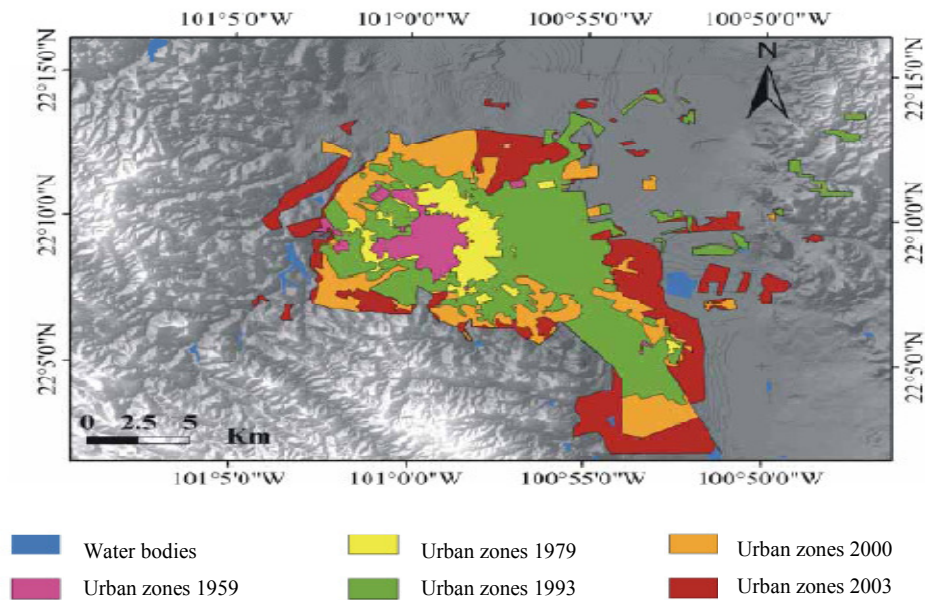 101°5'0"W 101°0'0"W 100°55'0"W 100°50'0"W
N
22°15'0"N
22°15'0"N
22°10'0"N
22°10'0"N
22°5'0"N
22°50'0"N
0 2.5 5
Km
101°5'0"W 101°0'0"W 100°55'0"W 100°50'0"W
Water bodies
Urban zones 1979
Urban zones 2000
Urban zones 1959
Urban zones 1993
Urban zones 2003